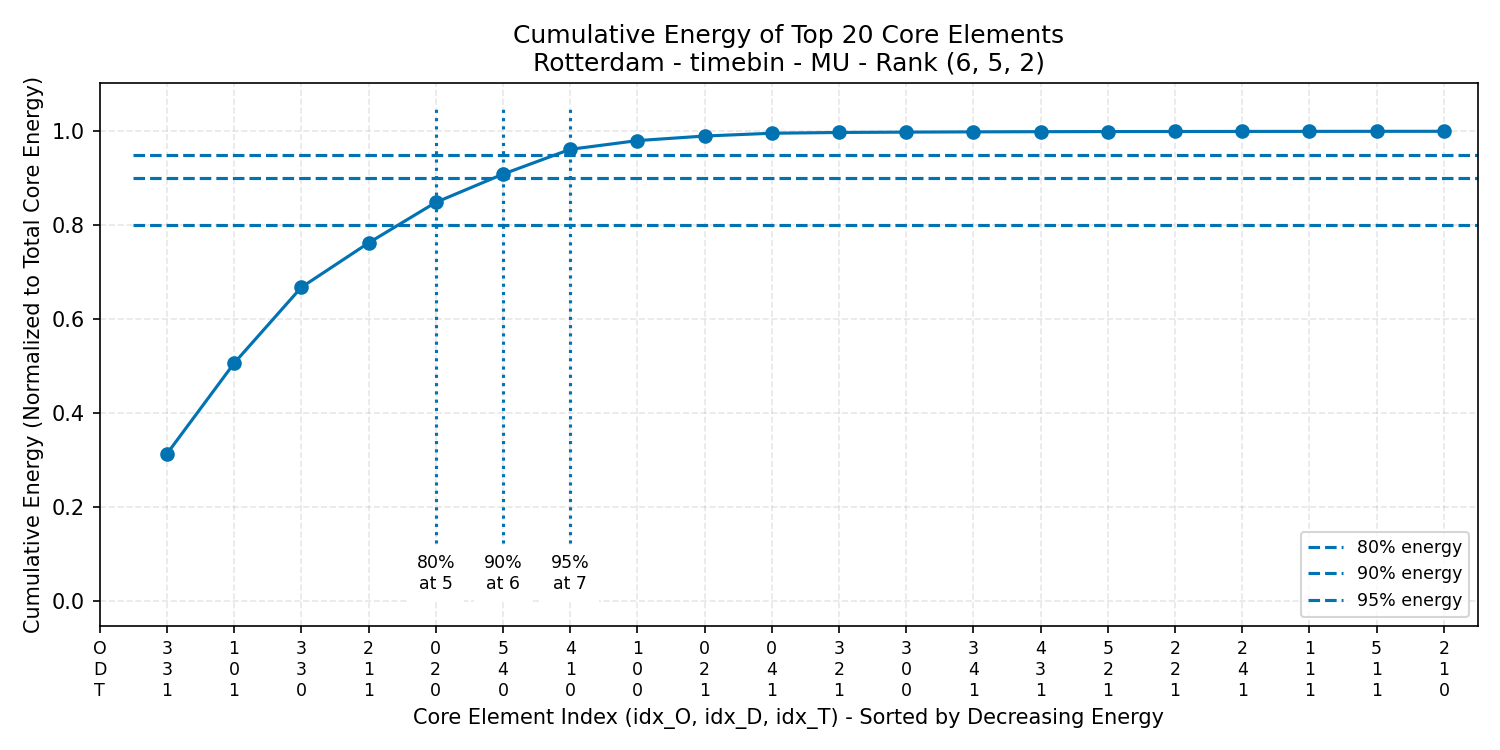 Cumulative Energy of Top 20 Core Elements
Rotterdam - timebin - MU - Rank (6, 5, 2)
Cumulative Energy (Normalized to Total Core Energy)
1.0
0.8
0.6
0.4
0.2
0.0
80% at 5
90% at 6
95% at 7
80% energy
90% energy
95% energy
O 3 1 3 2 0 5 4 1 0 0 3 3 3 4 5 2 2 1 5 2
D 3 0 3 1 2 4 1 0 2 4 2 0 4 3 2 2 4 1 1 1
T 1 1 0 1 0 0 0 0 1 1 1 0 1 1 1 1 1 1 1 0
Core Element Index (idx_O, idx_D, idx_T) - Sorted by Decreasing Energy